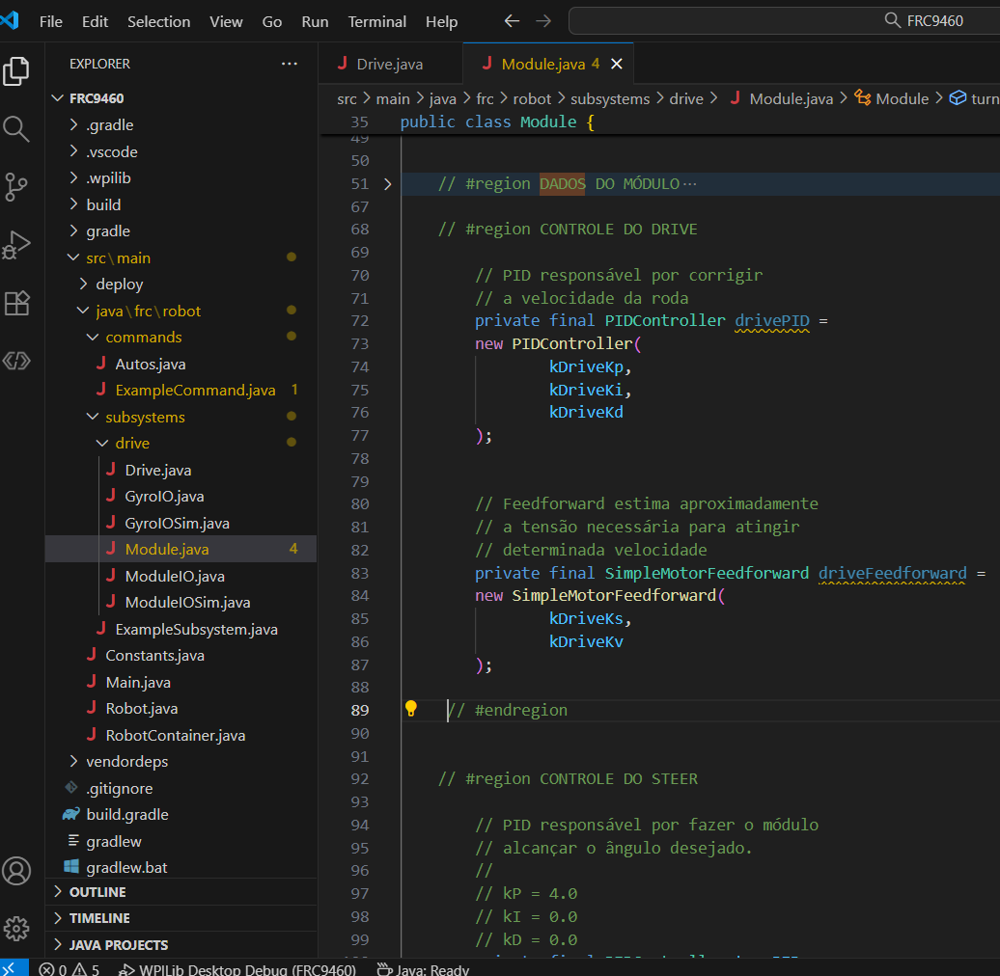 File Edit Selection View Go Run Terminal Help FRC9460
EXPLORER
FRC9460
.gradle
.vscode
.wpilib
build
gradle
src\main
deploy
java\frc\robot
commands
Autos.java
ExampleCommand.java 1
subsystems
drive
Drive.java
GyroIO.java
GyroIOSim.java
Module.java 4
ModuleIO.java
ModuleIOSim.java
ExampleSubsystem.java
Constants.java
Main.java
Robot.java
RobotContainer.java
vendordeps
.gitignore
build.gradle
gradlew
gradlew.bat
OUTLINE
TIMELINE
JAVA PROJECTS
Drive.java Module.java 4
src > main > java > frc > robot > subsystems > drive > Module.java > Module > turn
35 public class Module {
49
50
51 // #region DADOS DO MÓDULO ···
67
68 // #region CONTROLE DO DRIVE
69
70 // PID responsável por corrigir
71 // a velocidade da roda
72 private final PIDController drivePID =
73 new PIDController(
74 kDriveKp,
75 kDriveKi,
76 kDriveKd
77 );
78
79
80 // Feedforward estima aproximadamente
81 // a tensão necessária para atingir
82 // determinada velocidade
83 private final SimpleMotorFeedforward driveFeedforward =
84 new SimpleMotorFeedforward(
85 kDriveKs,
86 kDriveKv
87 );
88
89 // #endregion
90
91
92 // #region CONTROLE DO STEER
93
94 // PID responsável por fazer o módulo
95 // alcançar o ângulo desejado.
96 //
97 // kP = 4.0
98 // kI = 0.0
99 // kD = 0.0
0 5 WPILib Desktop Debug (FRC9460) Java: Ready